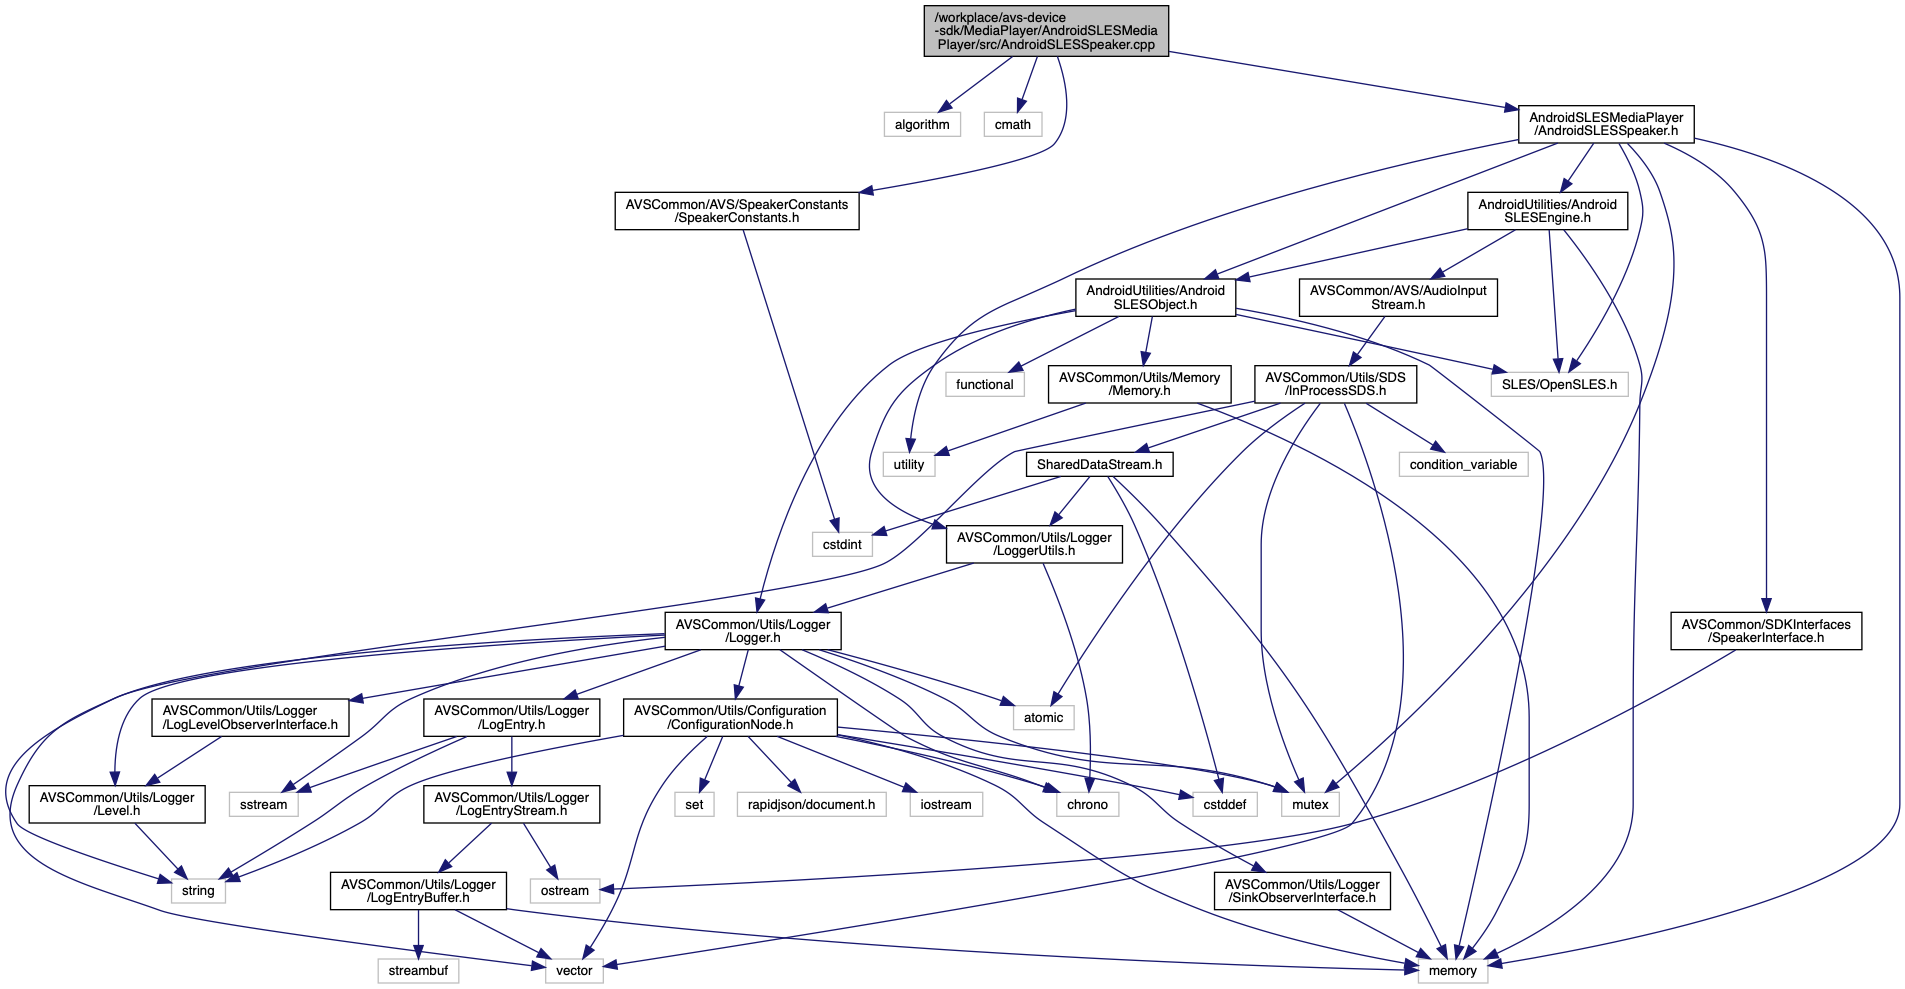 /workplace/avs-device
-sdk/MediaPlayer/AndroidSLESMedia
Player/src/AndroidSLESSpeaker.cpp
algorithm
cmath
AndroidSLESMediaPlayer
/AndroidSLESSpeaker.h
AVSCommon/AVS/SpeakerConstants
/SpeakerConstants.h
AndroidUtilities/Android
SLESEngine.h
AndroidUtilities/Android
SLESObject.h
AVSCommon/AVS/AudioInput
Stream.h
functional
AVSCommon/Utils/Memory
/Memory.h
AVSCommon/Utils/SDS
/InProcessSDS.h
SLES/OpenSLES.h
utility
SharedDataStream.h
condition_variable
cstdint
AVSCommon/Utils/Logger
/LoggerUtils.h
AVSCommon/Utils/Logger
/Logger.h
AVSCommon/SDKInterfaces
/SpeakerInterface.h
AVSCommon/Utils/Logger
/LogLevelObserverInterface.h
AVSCommon/Utils/Logger
/LogEntry.h
AVSCommon/Utils/Configuration
/ConfigurationNode.h
atomic
AVSCommon/Utils/Logger
/Level.h
sstream
AVSCommon/Utils/Logger
/LogEntryStream.h
set
rapidjson/document.h
iostream
chrono
cstddef
mutex
string
AVSCommon/Utils/Logger
/LogEntryBuffer.h
ostream
AVSCommon/Utils/Logger
/SinkObserverInterface.h
streambuf
vector
memory